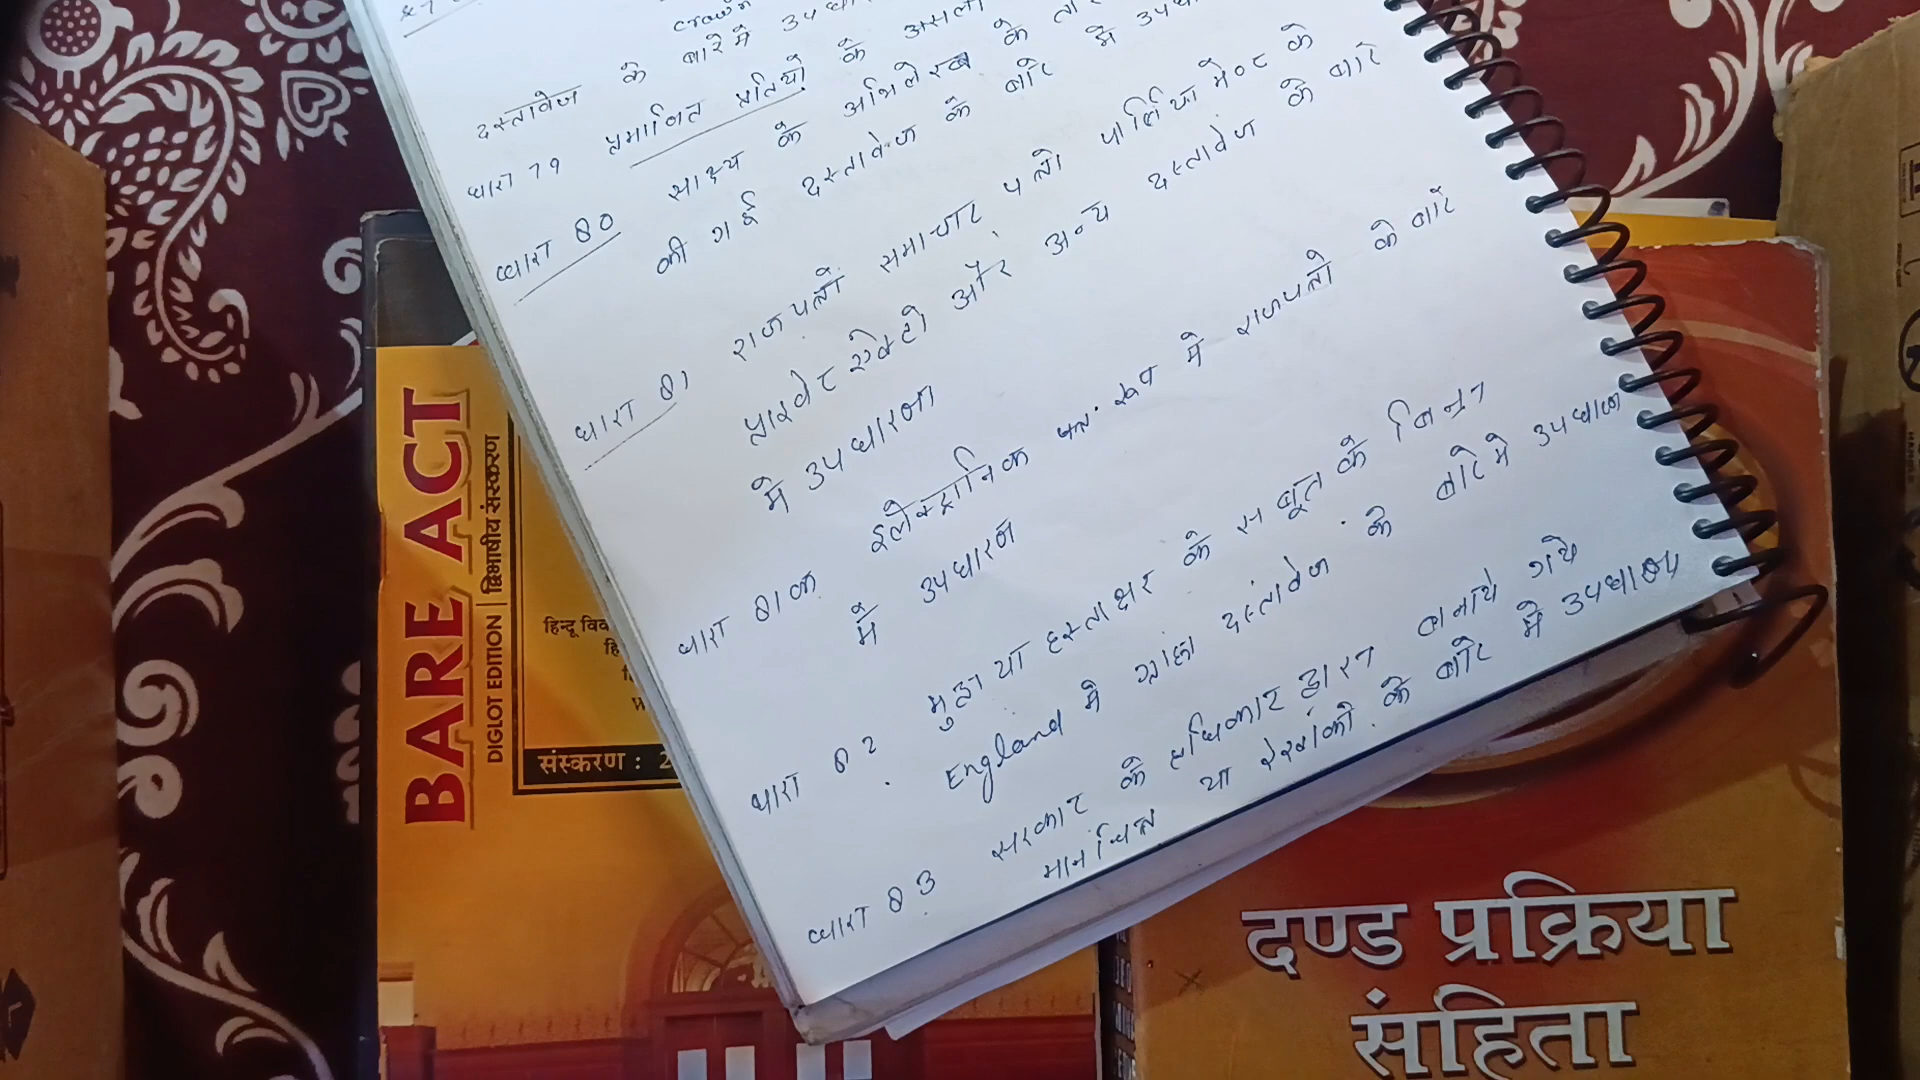 crown
दस्तावेज के बारे में उपधा
धारा 79 प्रमाणित प्रतियो के असली
धारा 80 साक्ष्य के अभिलेख के
की गई दस्तावेज के बारे में उपध
धारा 81 राजपत्रों समाचार पत्रो पार्लियामेन्ट के
प्राइवेट एक्टो और अन्य दस्तावेज के बारे
मे उपधारणा
धारा 81क इलेक्ट्रानिक रूप मे राजपत्रो के बारे
में उपधारणा
धारा 82 मुद्रा या हस्ताक्षर के सबूत के बिना
England मे ग्राह्य दस्तावेज के बारे मे उपधारणा
धारा 83 सरकार के प्राधिकार द्वारा बनाये गये
मानचित्र या रेखांको के बारे में उपधारणा
BARE ACT
DIGLOT EDITION | द्विभाषीय संस्करण
हिन्दू विव
हि
W
संस्करण : 2
दण्ड प्रक्रिया
संहिता